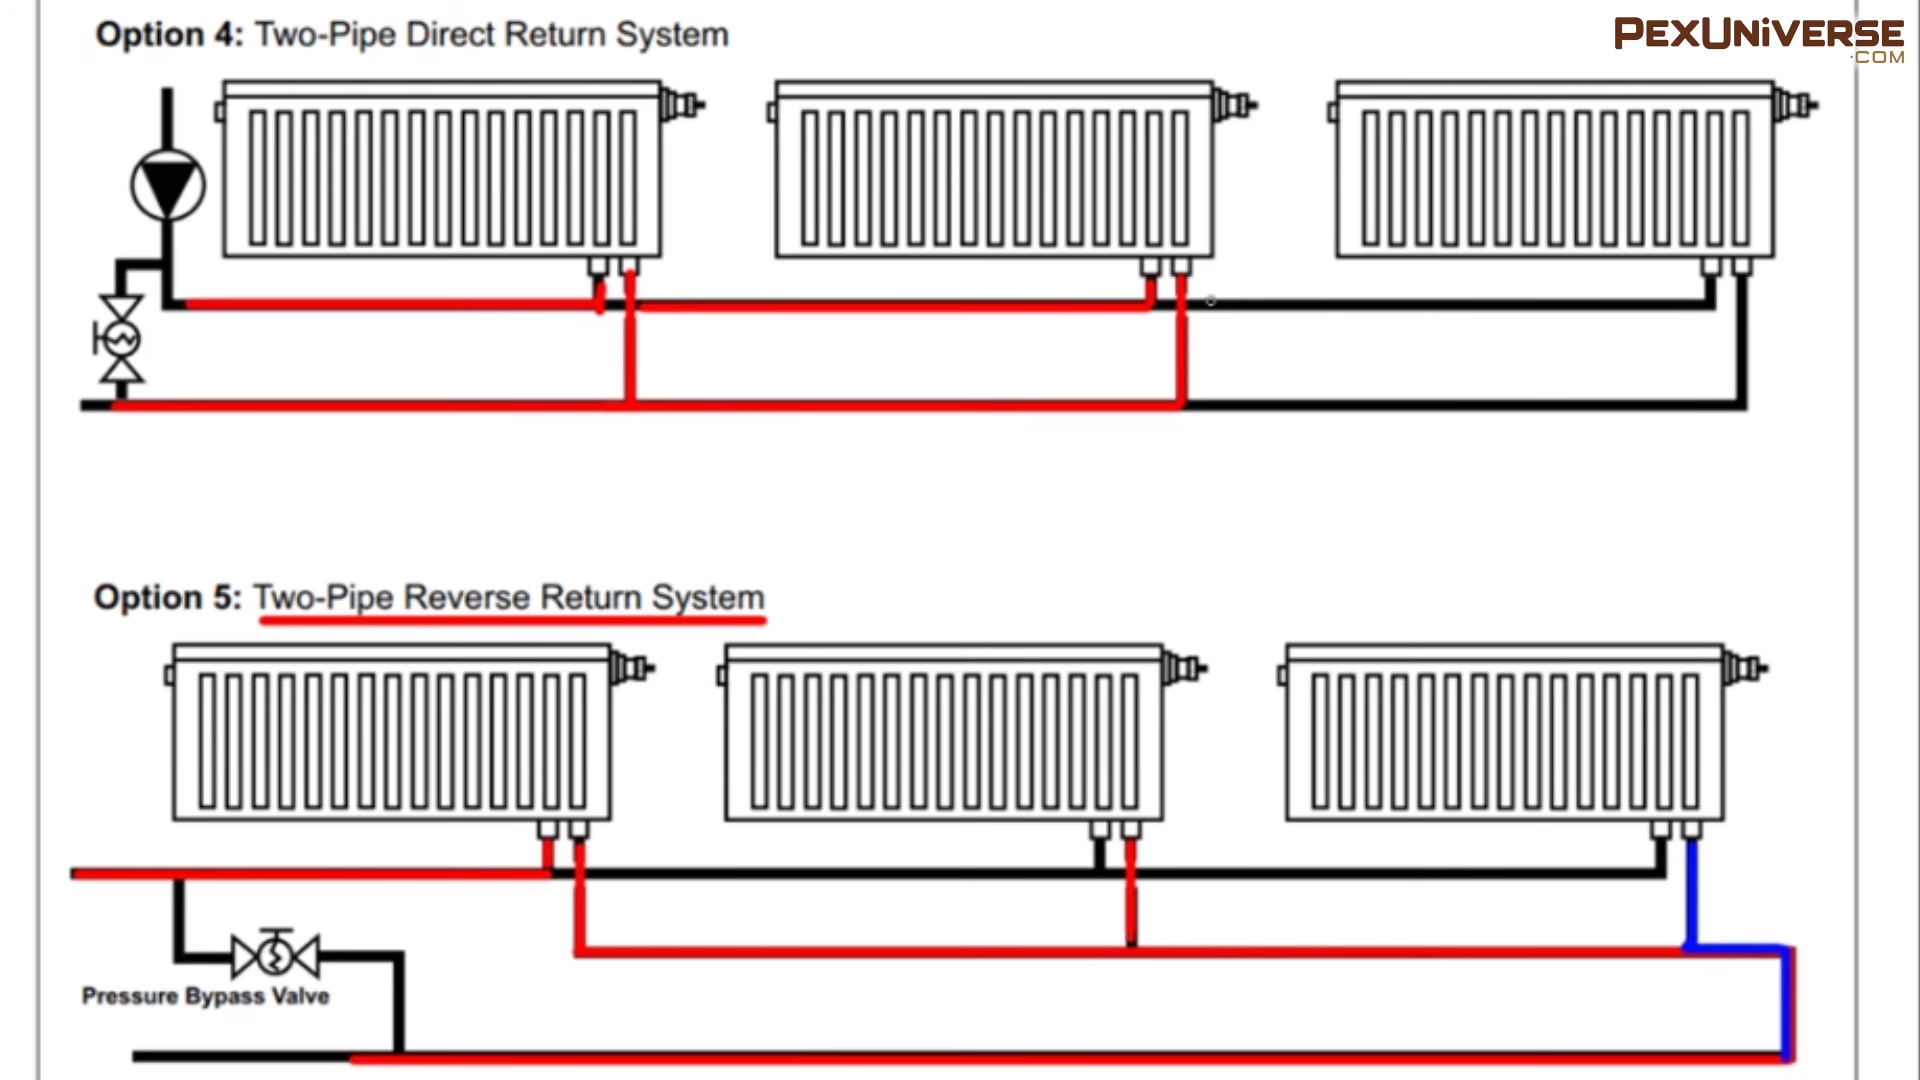 PEXUNiVERSE
.COM
Option 4: Two-Pipe Direct Return System
Option 5: Two-Pipe Reverse Return System
Pressure Bypass Valve